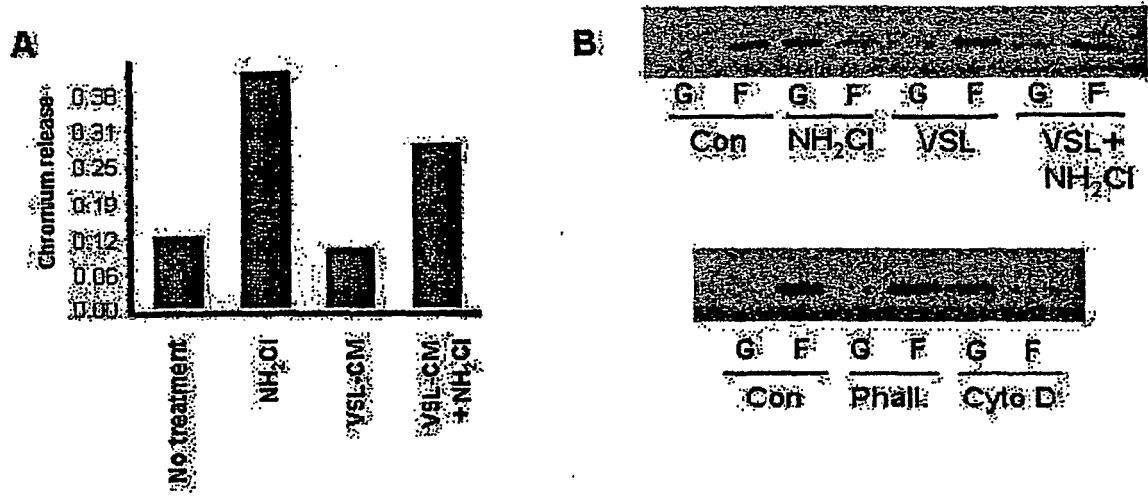 A
Chromium release
0.38
0.31
0.25
0.19
0.12
0.06
0.00
No treatment
NH2Cl
VSL-CM
VSL-CM
+ NH2Cl
B
G F G F G F G F
Con NH2Cl VSL VSL+
NH2Cl
G F G F G F
Con Phall. Cyto D